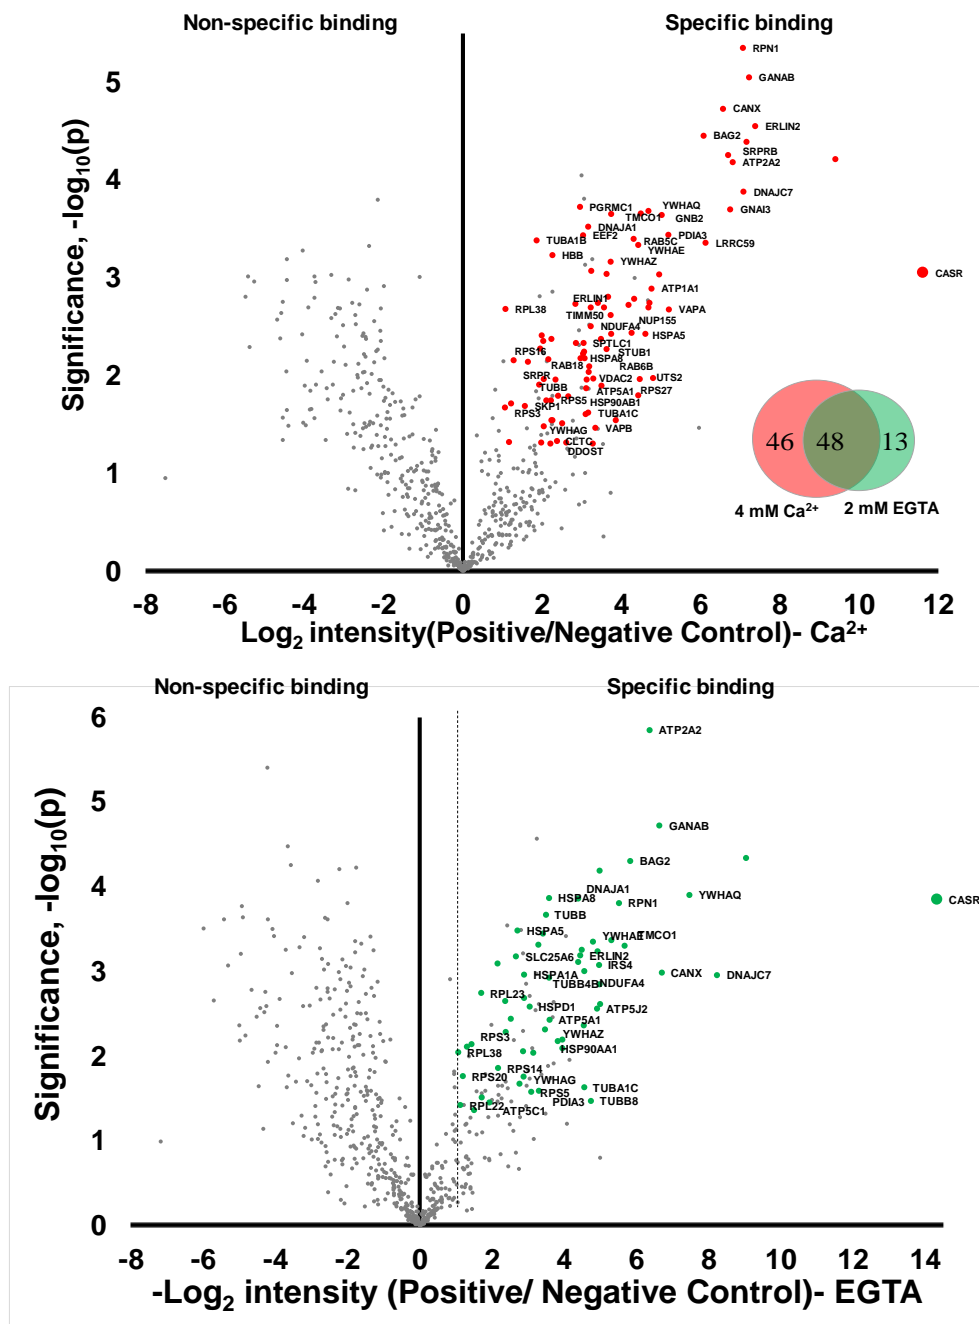 Non-specific binding
Specific binding
Significance, -log10(p)
5
4
3
2
1
0
RPN1
GANAB
CANX
ERLIN2
BAG2
SRPRB
ATP2A2
DNAJC7
GNAI3
PGRMC1
YWHAQ
TMCO1
GNB2
DNAJA1
EEF2
PDIA3
TUBA1B
RAB5C
LRRC59
YWHAE
HBB
YWHAZ
CASR
ATP1A1
ERLIN1
RPL38
VAPA
TIMM50
NUP155
NDUFA4
HSPA5
SPTLC1
RPS16
STUB1
HSPA8
RAB18
RAB6B
SRPR
VDAC2
UTS2
TUBB
ATP5A1
RPS27
RPS5
HSP90AB1
SKP1
RPS3
TUBA1C
YWHAG
VAPB
CLTC
DDOST
46
48
13
4 mM Ca²⁺
2 mM EGTA
-8 -6 -4 -2 0 2 4 6 8 10 12
Log₂ intensity(Positive/Negative Control)- Ca²⁺
Non-specific binding
Specific binding
Significance, -log10(p)
6
5
4
3
2
1
0
ATP2A2
GANAB
BAG2
DNAJA1
HSPA8
YWHAQ
RPN1
CASR
TUBB
HSPA5
YWHAE
TMCO1
SLC25A6
ERLIN2
IRS4
HSPA1A
CANX
DNAJC7
TUBB4B
NDUFA4
RPL23
HSPD1
ATP5J2
ATP5A1
RPS3
YWHAZ
RPL38
HSP90AA1
RPS14
RPS20
YWHAG
TUBA1C
RPS5
RPL22
PDIA3
TUBB8
ATP5C1
-8 -6 -4 -2 0 2 4 6 8 10 12 14
-Log₂ intensity (Positive/ Negative Control)- EGTA